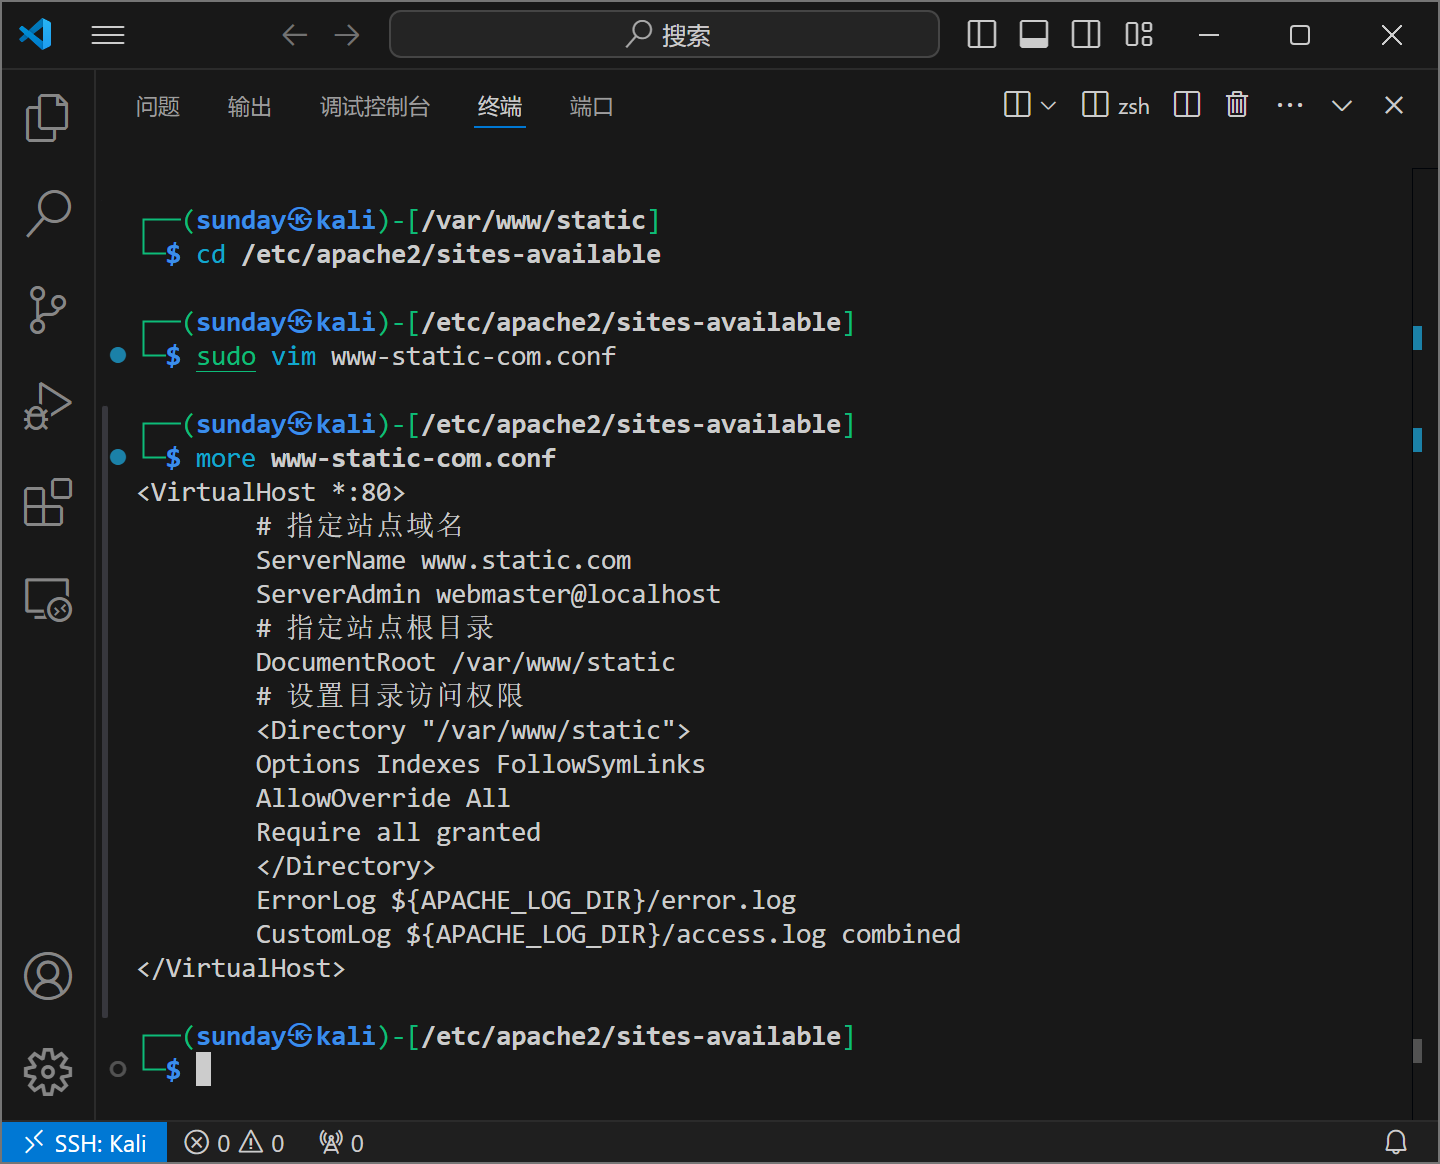 搜索
问题 输出 调试控制台 终端 端口 zsh
┌──(sunday㉿kali)-[/var/www/static]
└─$ cd /etc/apache2/sites-available
┌──(sunday㉿kali)-[/etc/apache2/sites-available]
└─$ sudo vim www-static-com.conf
┌──(sunday㉿kali)-[/etc/apache2/sites-available]
└─$ more www-static-com.conf
<VirtualHost *:80>
        # 指定站点域名
        ServerName www.static.com
        ServerAdmin webmaster@localhost
        # 指定站点根目录
        DocumentRoot /var/www/static
        # 设置目录访问权限
        <Directory "/var/www/static">
        Options Indexes FollowSymLinks
        AllowOverride All
        Require all granted
        </Directory>
        ErrorLog ${APACHE_LOG_DIR}/error.log
        CustomLog ${APACHE_LOG_DIR}/access.log combined
</VirtualHost>
┌──(sunday㉿kali)-[/etc/apache2/sites-available]
└─$
SSH: Kali 0 0 0